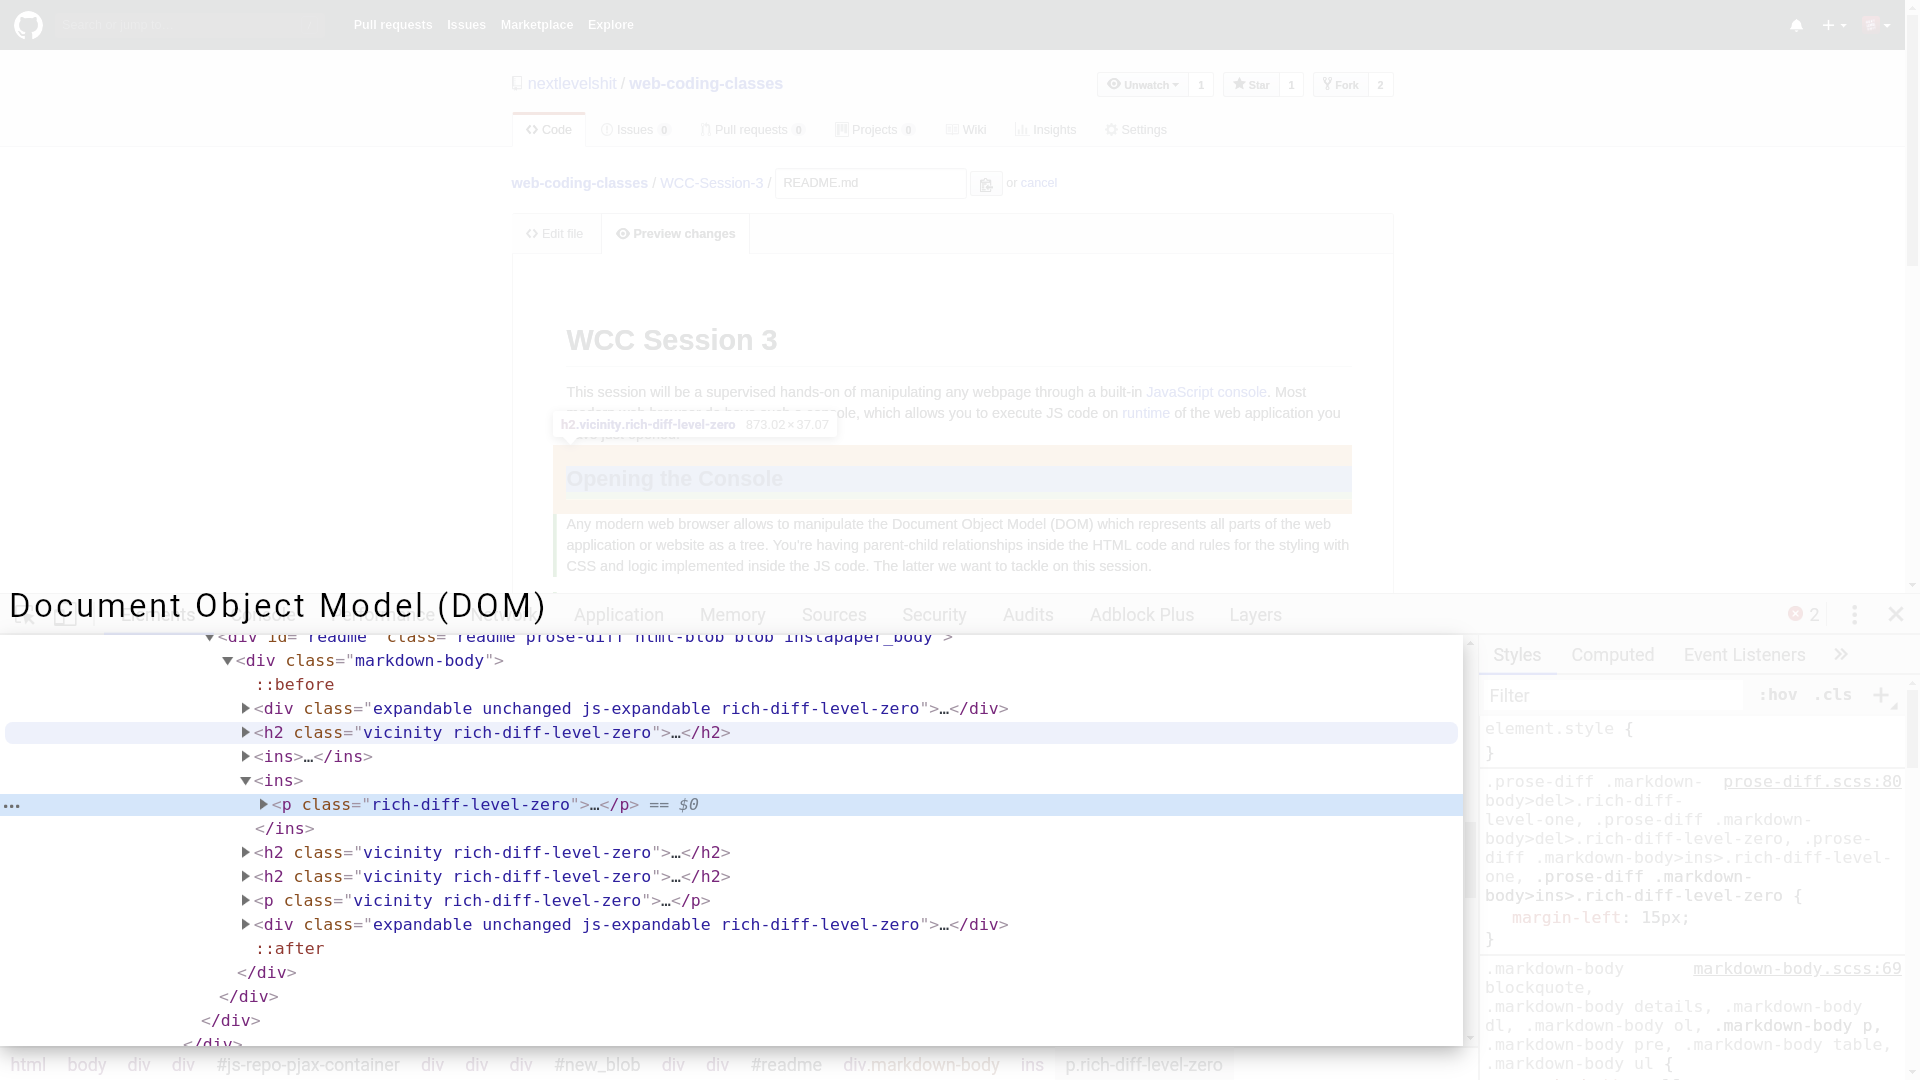 Search or jump to...
Pull requests Issues Marketplace Explore
nextlevelshit / web-coding-classes
Unwatch 1 Star 1 Fork 2
Code Issues 0 Pull requests 0 Projects 0 Wiki Insights Settings
web-coding-classes / WCC-Session-3 / README.md or cancel
Edit file Preview changes
WCC Session 3
This session will be a supervised hands-on of manipulating any webpage through a built-in JavaScript console. Most
console, which allows you to execute JS code on runtime of the web application you
h2.vicinity.rich-diff-level-zero 873.02 × 37.07
Opening the Console
Any modern web browser allows to manipulate the Document Object Model (DOM) which represents all parts of the web
application or website as a tree. You're having parent-child relationships inside the HTML code and rules for the styling with
CSS and logic implemented inside the JS code. The latter we want to tackle on this session.
Document Object Model (DOM)
Elements Console Performance Network Application Memory Sources Security Audits Adblock Plus Layers 2
<div id="readme" class="readme prose-diff html-blob blob instapaper_body">
<div class="markdown-body">
::before
<div class="expandable unchanged js-expandable rich-diff-level-zero">…</div>
<h2 class="vicinity rich-diff-level-zero">…</h2>
<ins>…</ins>
<ins>
<p class="rich-diff-level-zero">…</p> == $0
</ins>
<h2 class="vicinity rich-diff-level-zero">…</h2>
<h2 class="vicinity rich-diff-level-zero">…</h2>
<p class="vicinity rich-diff-level-zero">…</p>
<div class="expandable unchanged js-expandable rich-diff-level-zero">…</div>
::after
</div>
</div>
</div>
</div>
Styles Computed Event Listeners
Filter :hov .cls
element.style {
}
.prose-diff .markdown- prose-diff.scss:80
body>del>.rich-diff-
level-one, .prose-diff .markdown-
body>del>.rich-diff-level-zero, .prose-
diff .markdown-body>ins>.rich-diff-level-
one, .prose-diff .markdown-
body>ins>.rich-diff-level-zero {
margin-left: 15px;
}
.markdown-body markdown-body.scss:69
blockquote,
.markdown-body details, .markdown-body
dl, .markdown-body ol, .markdown-body p,
.markdown-body pre, .markdown-body table,
.markdown-body ul {
html body div div #js-repo-pjax-container div div div #new_blob div div #readme div.markdown-body ins p.rich-diff-level-zero